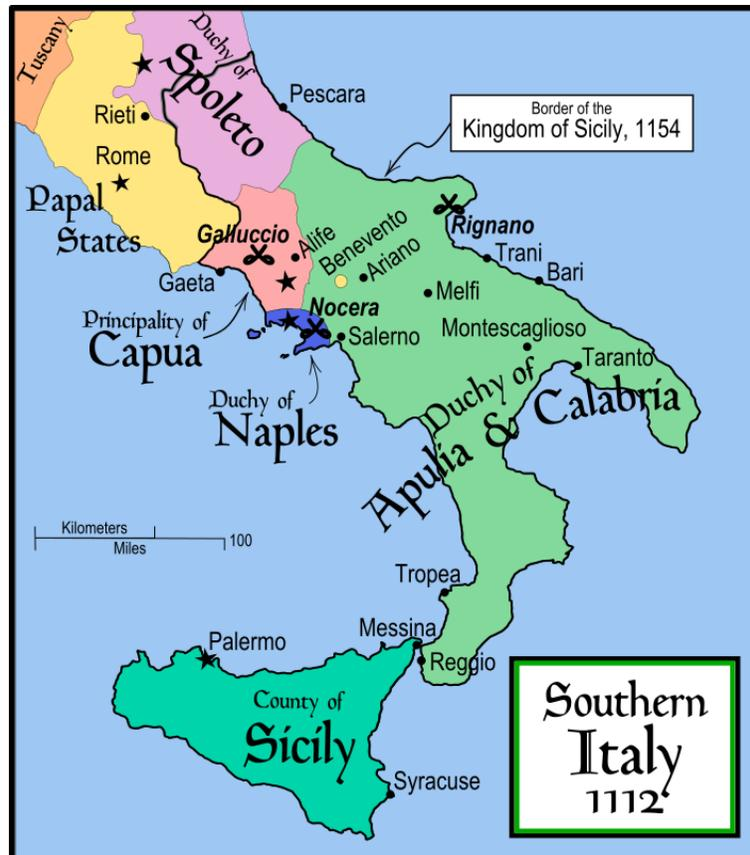 Tuscany
Duchy of
Spoleto
Pescara
Border of the
Kingdom of Sicily, 1154
Rieti
Rome
Papal
States
Galluccio
Alife
Benevento
Ariano
Rignano
Trani
Bari
Gaeta
Melfi
Nocera
Salerno
Montescaglioso
Taranto
Principality of
Capua
Duchy of
Naples
Duchy of
Apulia & Calabria
Kilometers
Miles
100
Tropea
Messina
Reggio
Palermo
County of
Sicily
Syracuse
Southern
Italy
1112